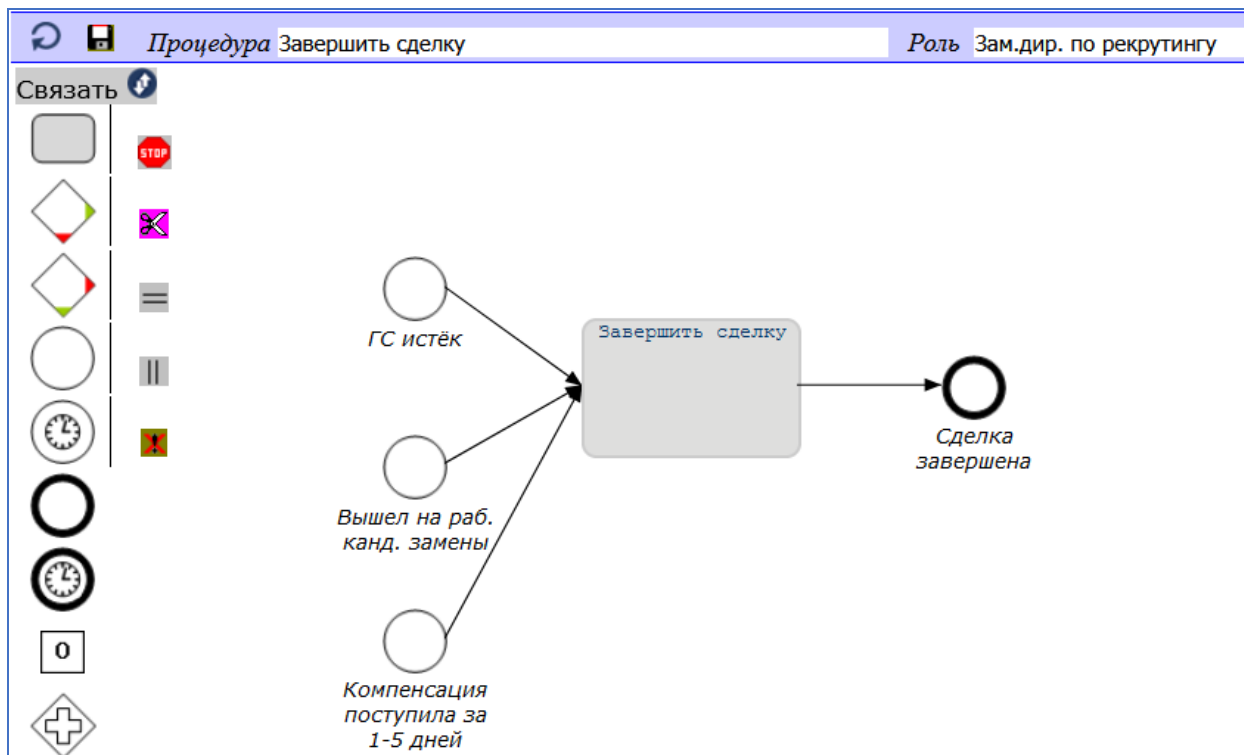 Процедура Завершить сделку Роль Зам.дир. по рекрутингу
Связать
STOP
ГС истёк
Завершить сделку
Сделка
завершена
Вышел на раб.
канд. замены
0
Компенсация
поступила за
1-5 дней